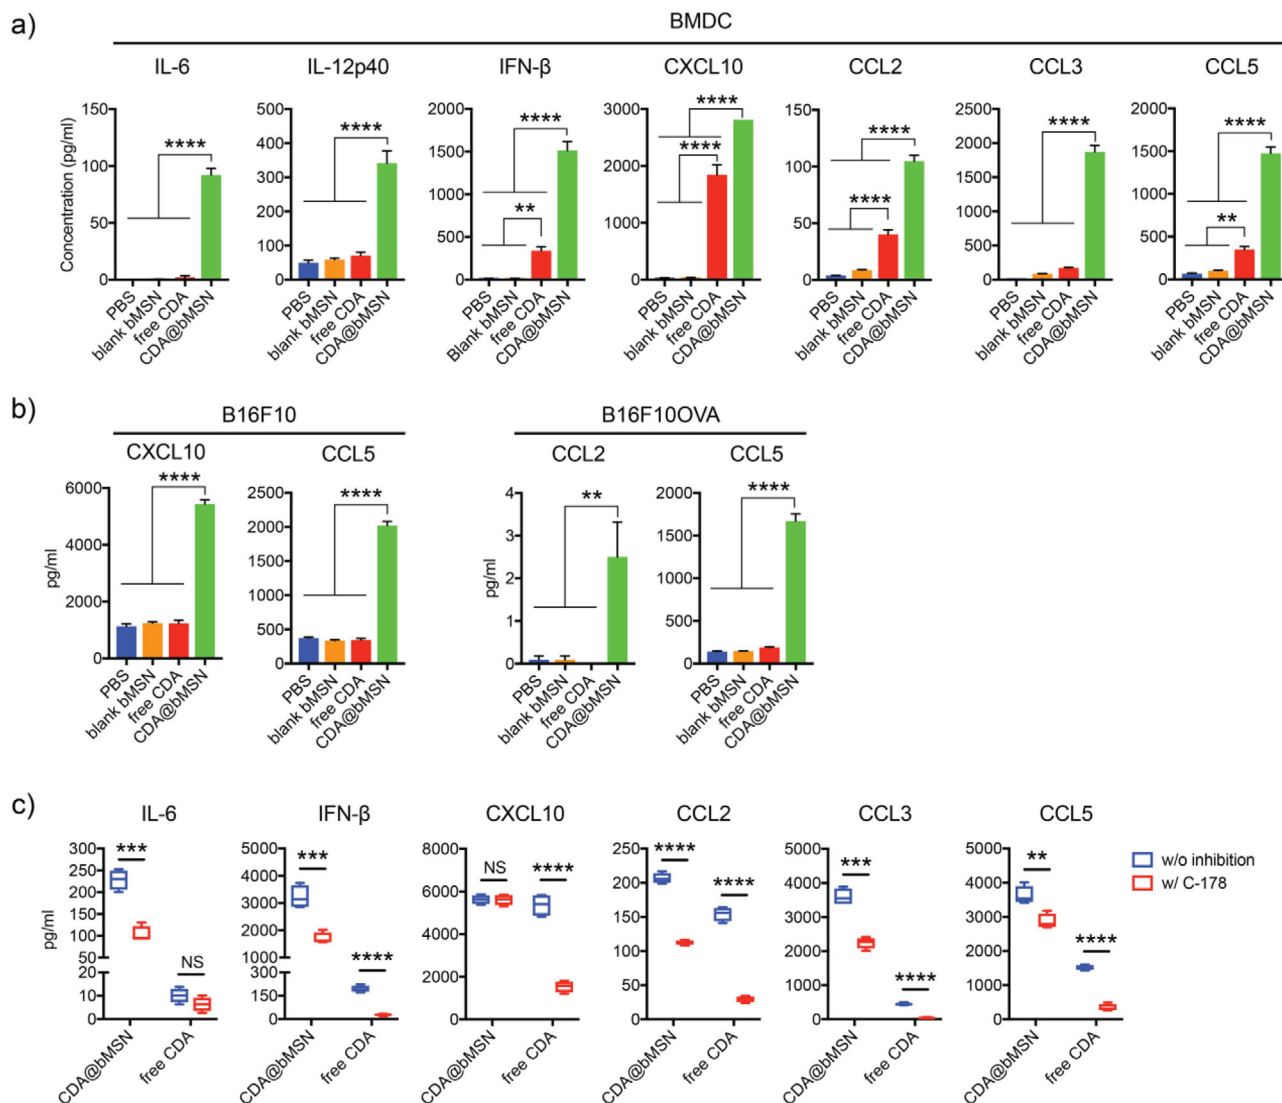 a)
BMDC
IL-6 IL-12p40 IFN-β CXCL10 CCL2 CCL3 CCL5
Concentration (pg/ml)
150 100 50 0
**** 
PBS blank bMSN free CDA CDA@bMSN
500 400 300 200 100 0
****
PBS blank bMSN free CDA CDA@bMSN
2000 1500 1000 500 0
**** **
PBS Blank bMSN free CDA CDA@bMSN
3000 2000 1000 0
**** ****
PBS blank bMSN free CDA CDA@bMSN
150 100 50 0
**** ****
PBS blank bMSN free CDA CDA@bMSN
2500 2000 1500 1000 500 0
****
PBS blank bMSN free CDA CDA@bMSN
2000 1500 1000 500 0
**** **
PBS blank bMSN free CDA CDA@bMSN
b)
B16F10 B16F10OVA
CXCL10 CCL5 CCL2 CCL5
pg/ml
6000 4000 2000 0
****
PBS blank bMSN free CDA CDA@bMSN
2500 2000 1500 1000 500 0
****
PBS blank bMSN free CDA CDA@bMSN
pg/ml
4 3 2 1 0
**
PBS blank bMSN free CDA CDA@bMSN
2000 1500 1000 500 0
****
PBS blank bMSN free CDA CDA@bMSN
c)
IL-6 IFN-β CXCL10 CCL2 CCL3 CCL5
pg/ml
300 250 200 150 100 50 20 10 0
*** NS
CDA@bMSN free CDA
5000 4000 3000 2000 1000 300 150 0
*** ****
CDA@bMSN free CDA
8000 6000 4000 2000 0
NS ****
CDA@bMSN free CDA
250 200 150 100 50 0
**** ****
CDA@bMSN free CDA
5000 4000 3000 2000 1000 0
*** ****
CDA@bMSN free CDA
5000 4000 3000 2000 1000 0
** ****
CDA@bMSN free CDA
w/o inhibition
w/ C-178